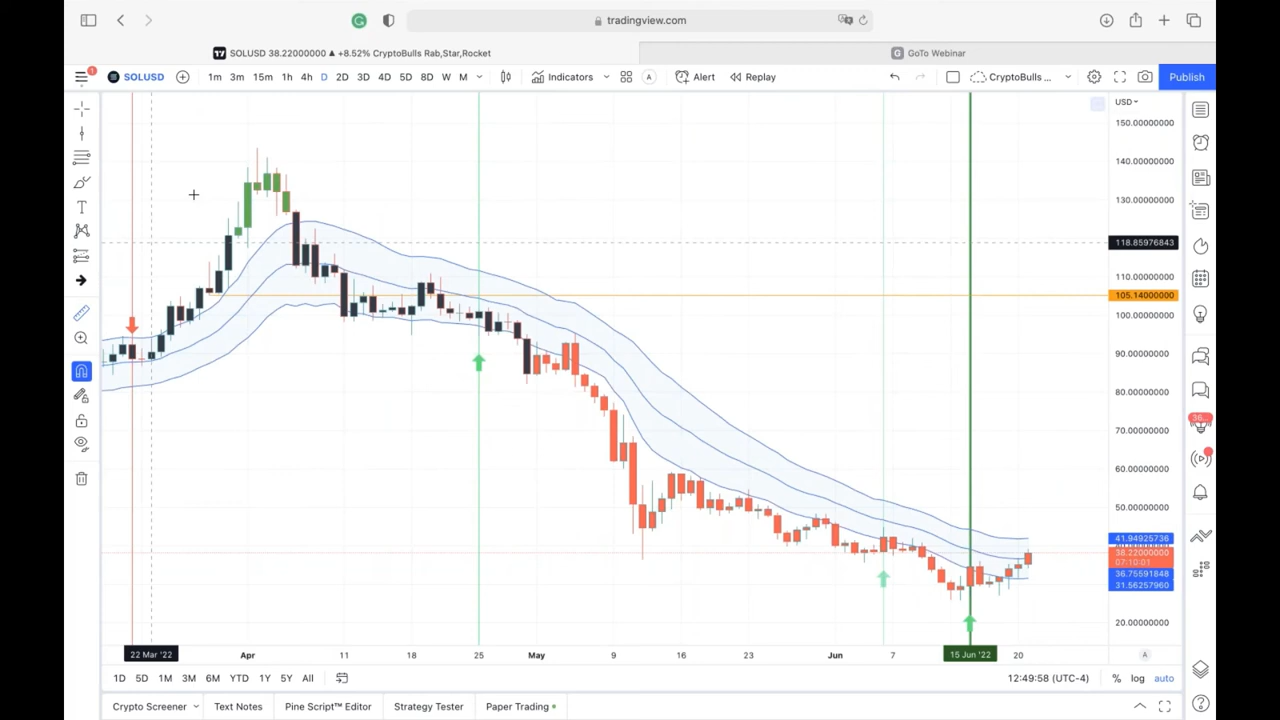 tradingview.com
SOLUSD 38.22000000 ▲ +8.52% CryptoBulls Rab,Star,Rocket
GoTo Webinar
1 SOLUSD 1m 3m 15m 1h 4h D 2D 3D 4D 5D 8D W M Indicators A Alert Replay CryptoBulls ... Publish
USD
150.00000000
140.00000000
130.00000000
118.85976843
110.00000000
105.14000000
100.00000000
90.00000000
80.00000000
70.00000000
60.00000000
50.00000000
41.94925736
38.22000000
07:10:01
36.75591848
31.56257960
20.00000000
22 Mar '22 Apr 11 18 25 May 9 16 23 Jun 7 15 Jun '22 20 A
1D 5D 1M 3M 6M YTD 1Y 5Y All 12:49:58 (UTC-4) % log auto
Crypto Screener Text Notes Pine Script™ Editor Strategy Tester Paper Trading